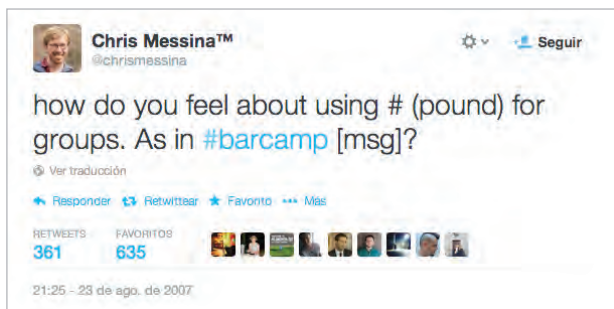 Chris Messina™
@chrismessina
Seguir
how do you feel about using # (pound) for
groups. As in #barcamp [msg]?
Ver traducción
Responder Retwittear Favorito Más
RETWEETS FAVORITOS
361 635
21:25 - 23 de ago. de 2007